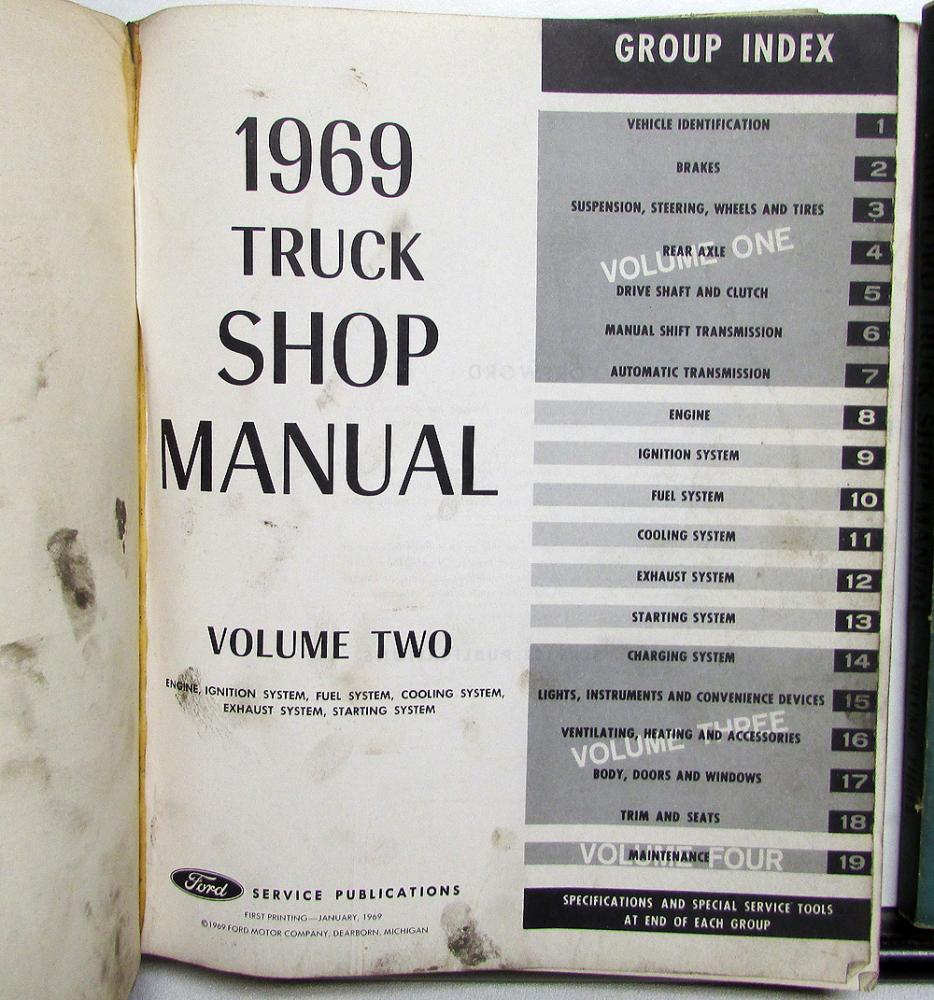 1969
TRUCK
SHOP
MANUAL
VOLUME TWO
ENGINE, IGNITION SYSTEM, FUEL SYSTEM, COOLING SYSTEM,
EXHAUST SYSTEM, STARTING SYSTEM
Ford SERVICE PUBLICATIONS
FIRST PRINTING—JANUARY, 1969
©1969 FORD MOTOR COMPANY, DEARBORN, MICHIGAN
GROUP INDEX
VEHICLE IDENTIFICATION 1
BRAKES 2
SUSPENSION, STEERING, WHEELS AND TIRES 3
REAR AXLE 4
VOLUME ONE
DRIVE SHAFT AND CLUTCH 5
MANUAL SHIFT TRANSMISSION 6
AUTOMATIC TRANSMISSION 7
ENGINE 8
IGNITION SYSTEM 9
FUEL SYSTEM 10
COOLING SYSTEM 11
EXHAUST SYSTEM 12
STARTING SYSTEM 13
CHARGING SYSTEM 14
LIGHTS, INSTRUMENTS AND CONVENIENCE DEVICES 15
VENTILATING, HEATING AND ACCESSORIES 16
VOLUME THREE
BODY, DOORS AND WINDOWS 17
TRIM AND SEATS 18
MAINTENANCE 19
VOLUME FOUR
SPECIFICATIONS AND SPECIAL SERVICE TOOLS
AT END OF EACH GROUP